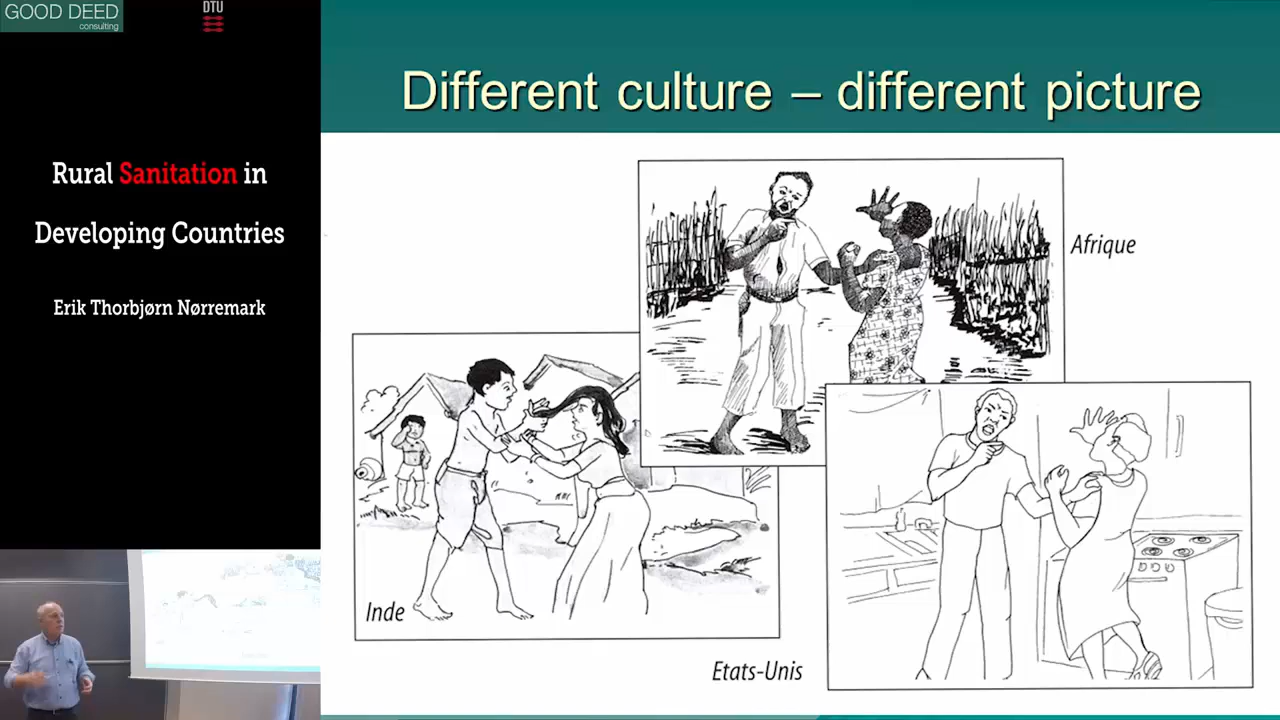 GOOD DEED
consulting
DTU
Rural Sanitation in
Developing Countries
Erik Thorbjørn Nørremark
Different culture – different picture
Afrique
Inde
Etats-Unis